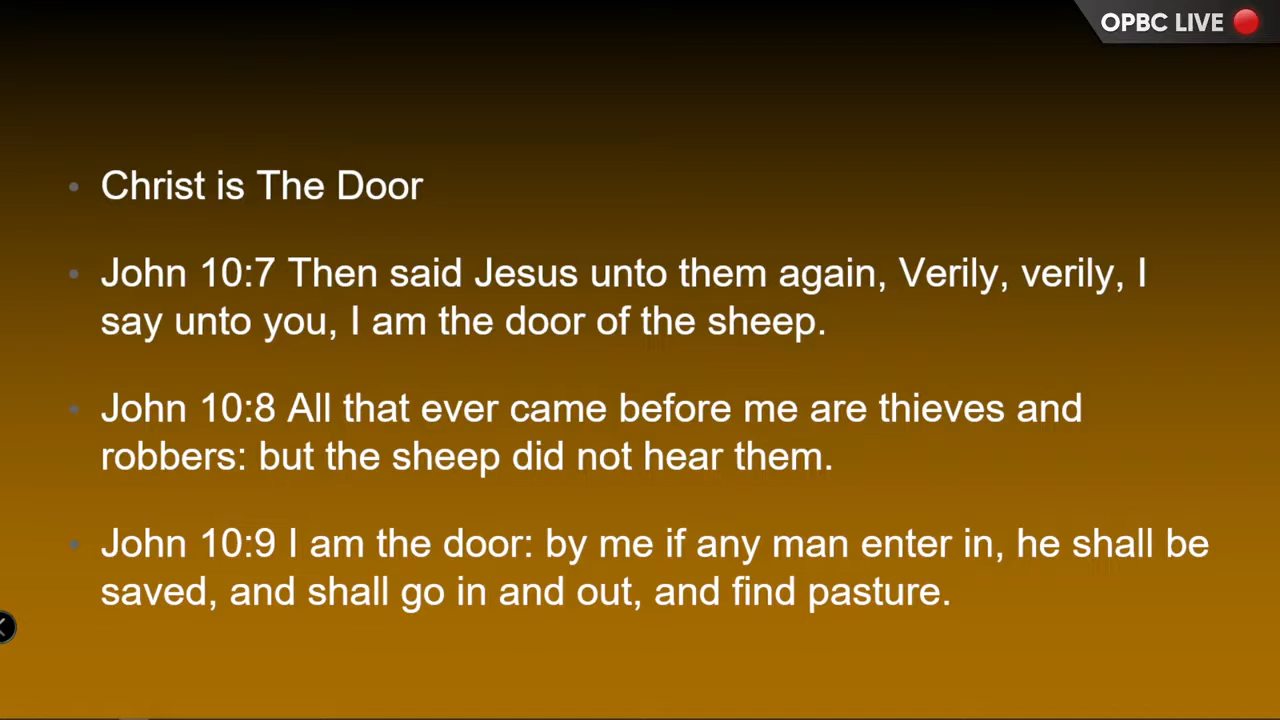 OPBC LIVE
• Christ is The Door
• John 10:7 Then said Jesus unto them again, Verily, verily, I
say unto you, I am the door of the sheep.
• John 10:8 All that ever came before me are thieves and
robbers: but the sheep did not hear them.
• John 10:9 I am the door: by me if any man enter in, he shall be
saved, and shall go in and out, and find pasture.